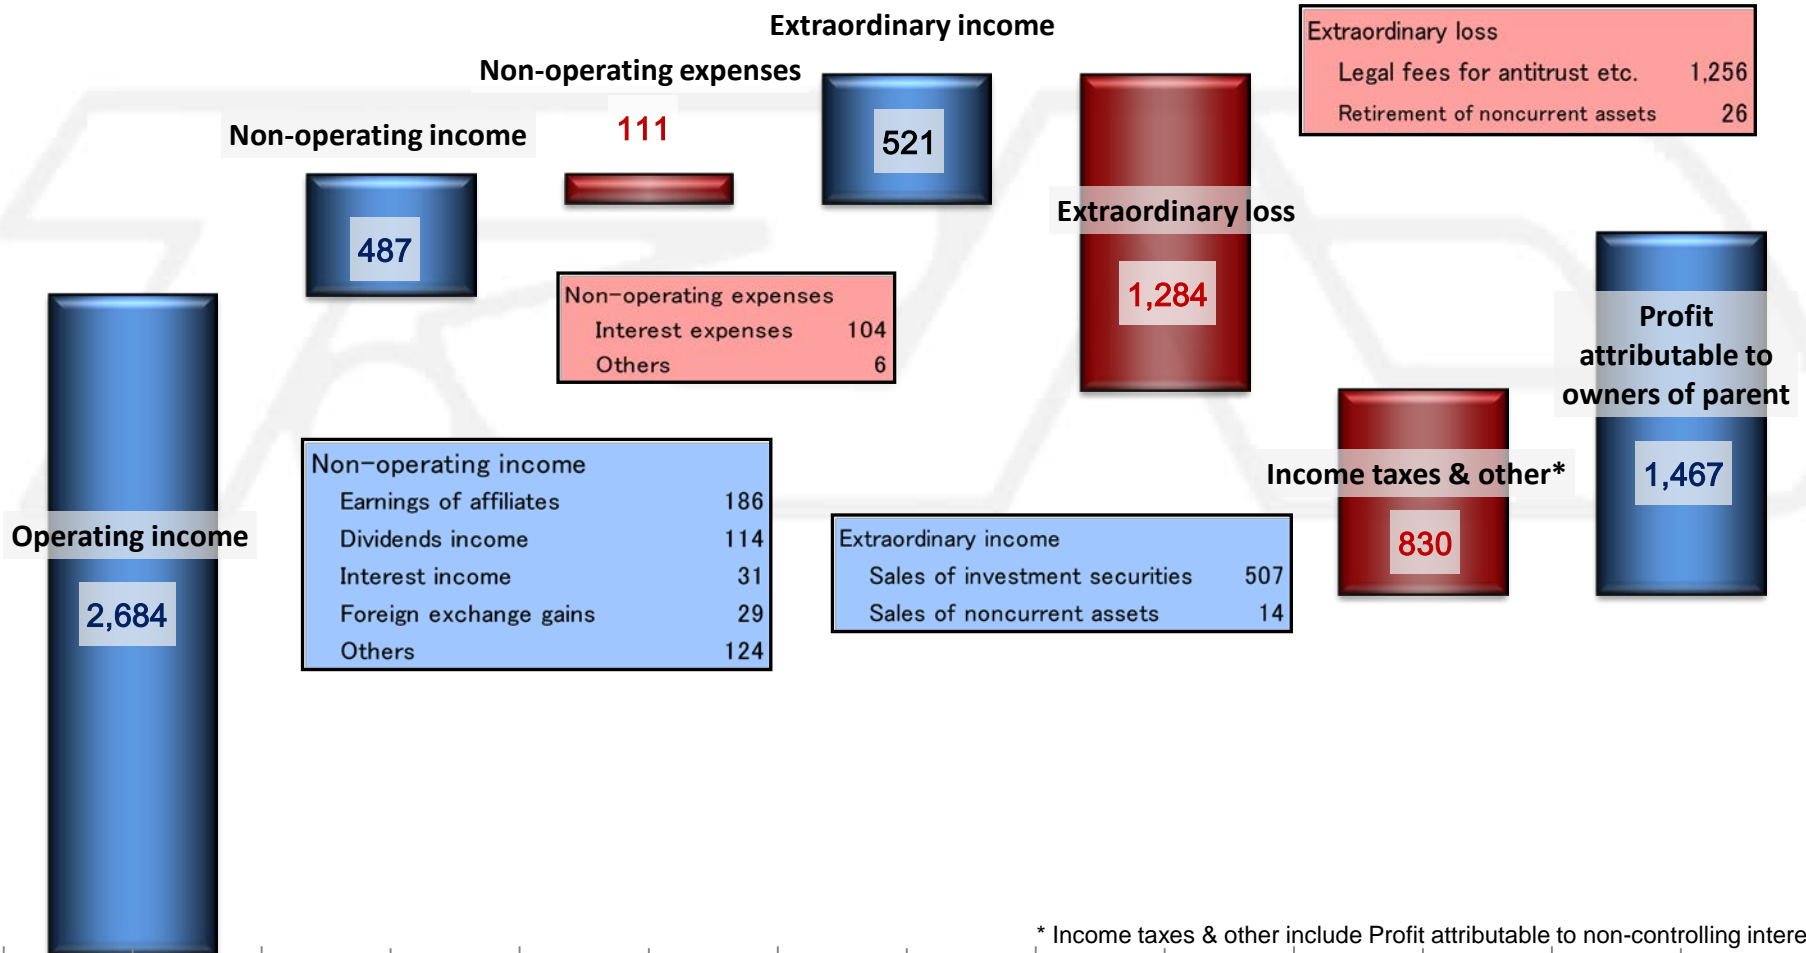 Extraordinary income
Non-operating expenses
111
Non-operating income
487
521
Extraordinary loss
Legal fees for antitrust etc. 1,256
Retirement of noncurrent assets 26
Extraordinary loss
1,284
Non-operating expenses
Interest expenses 104
Others 6
Profit
attributable to
owners of parent
1,467
Operating income
2,684
Non-operating income
Earnings of affiliates 186
Dividends income 114
Interest income 31
Foreign exchange gains 29
Others 124
Income taxes & other*
830
Extraordinary income
Sales of investment securities 507
Sales of noncurrent assets 14
* Income taxes & other include Profit attributable to non-controlling intere